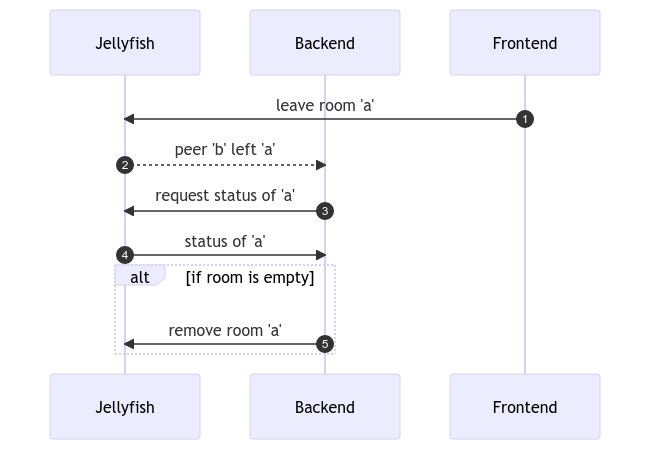 Jellyfish
Backend
Frontend
leave room 'a'
1
peer 'b' left 'a'
2
request status of 'a'
3
status of 'a'
4
alt
[if room is empty]
remove room 'a'
5
Jellyfish
Backend
Frontend